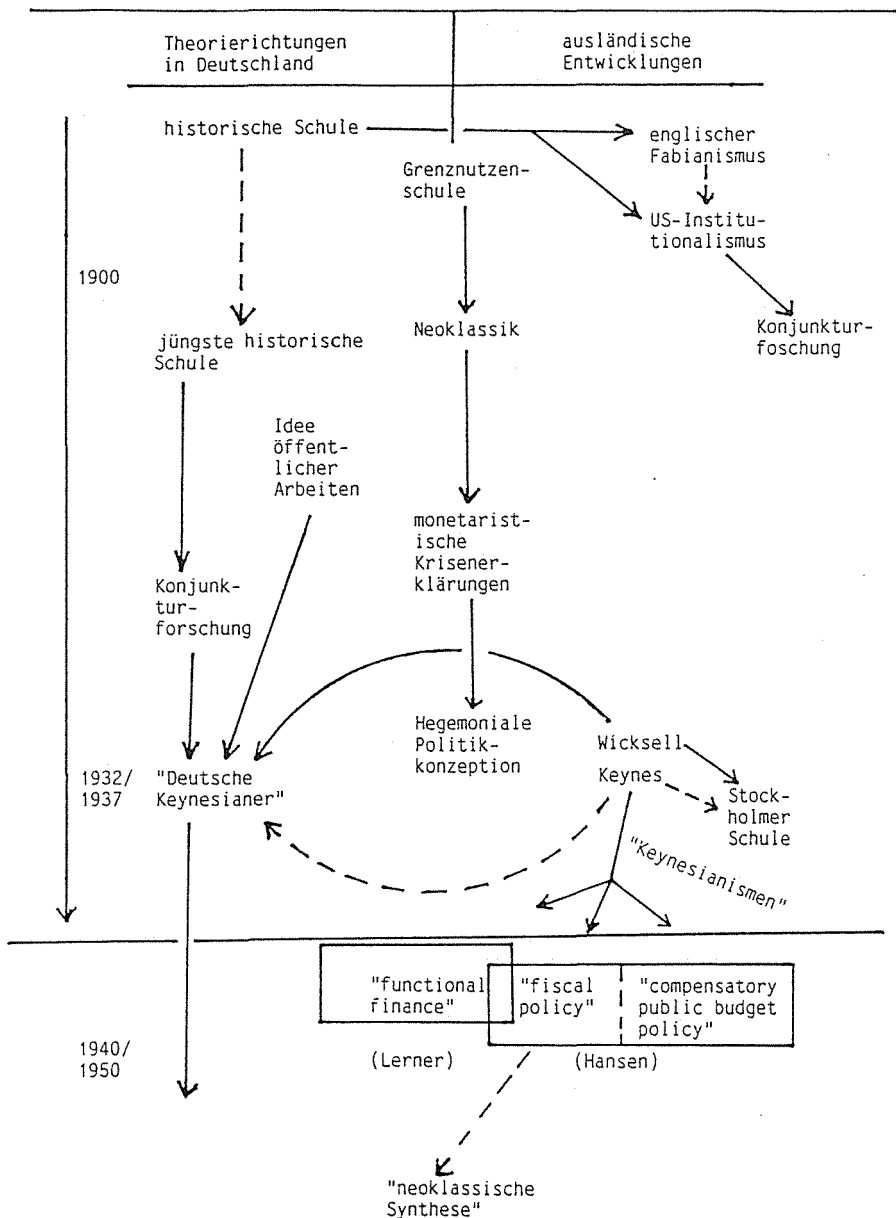 Theorierichtungen
in Deutschland
ausländische
Entwicklungen
historische Schule
englischer
Fabianismus
Grenznutzen-
schule
US-Institu-
tionalismus
1900
Konjunktur-
foschung
Neoklassik
jüngste historische
Schule
Idee
öffent-
licher
Arbeiten
monetarist-
ische
Krisener-
klärungen
Konjunk-
tur-
forschung
Hegemoniale
Politik-
konzeption
Wicksell
Keynes
1932/
1937
"Deutsche
Keynesianer"
Stock-
holmer
Schule
"Keynesianismen"
"functional
finance"
"fiscal
policy"
"compensatory
public budget
policy"
1940/
1950
(Lerner)
(Hansen)
"neoklassische
Synthese"